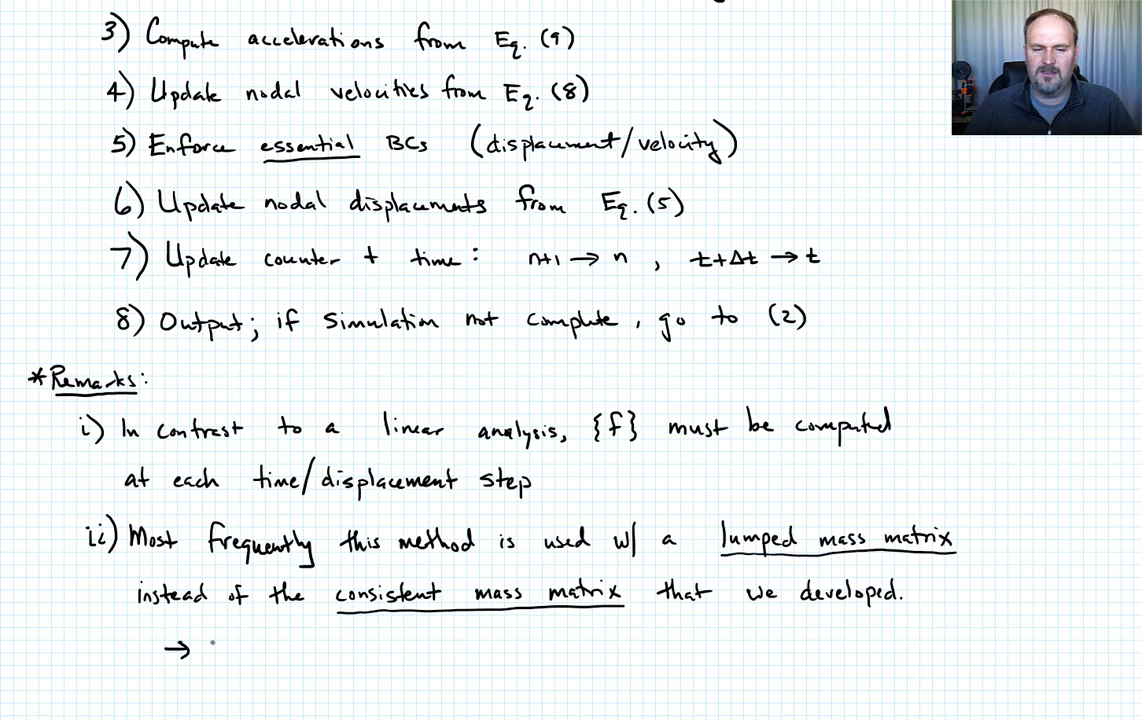 3) Compute accelerations from Eq. (9)
4) Update nodal velocities from Eq. (8)
5) Enforce essential BCs (displacement/velocity)
6) Update nodal displacements from Eq. (5)
7) Update counter + time: n+1 → n , t+Δt → t
8) Output; if simulation not complete, go to (2)
* Remarks:
i) In contrast to a linear analysis, {f} must be computed
at each time/displacement step
ii) Most frequently this method is used w/ a lumped mass matrix
instead of the consistent mass matrix that we developed.
→